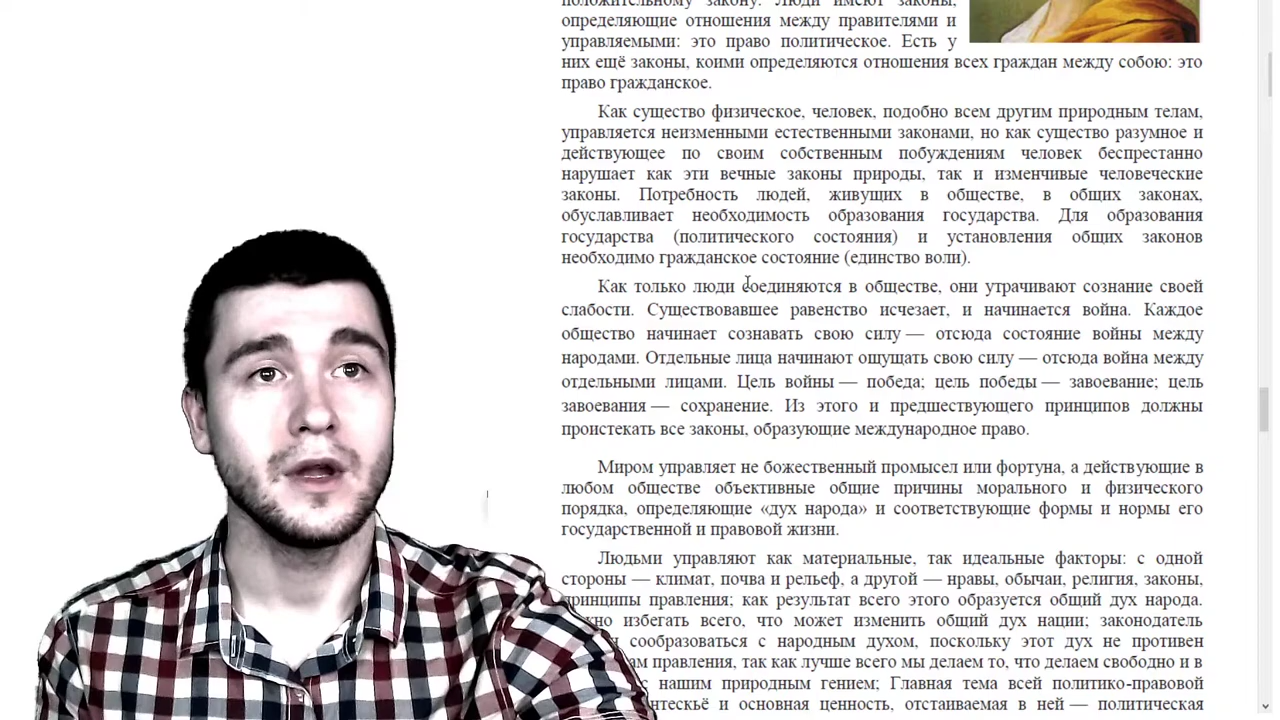 положительному закону. Люди имеют законы,
определяющие отношения между правителями и
управляемыми: это право политическое. Есть у
них ещё законы, коими определяются отношения всех граждан между собою: это
право гражданское.
Как существо физическое, человек, подобно всем другим природным телам,
управляется неизменными естественными законами, но как существо разумное и
действующее по своим собственным побуждениям человек беспрестанно
нарушает как эти вечные законы природы, так и изменчивые человеческие
законы. Потребность людей, живущих в обществе, в общих законах,
обуславливает необходимость образования государства. Для образования
государства (политического состояния) и установления общих законов
необходимо гражданское состояние (единство воли).
Как только люди соединяются в обществе, они утрачивают сознание своей
слабости. Существовавшее равенство исчезает, и начинается война. Каждое
общество начинает сознавать свою силу — отсюда состояние войны между
народами. Отдельные лица начинают ощущать свою силу — отсюда война между
отдельными лицами. Цель войны — победа; цель победы — завоевание; цель
завоевания — сохранение. Из этого и предшествующего принципов должны
проистекать все законы, образующие международное право.
Миром управляет не божественный промысел или фортуна, а действующие в
любом обществе объективные общие причины морального и физического
порядка, определяющие «дух народа» и соответствующие формы и нормы его
государственной и правовой жизни.
Людьми управляют как материальные, так идеальные факторы: с одной
стороны — климат, почва и рельеф, а другой — нравы, обычаи, религия, законы,
принципы правления; как результат всего этого образуется общий дух народа.
избегать всего, что может изменить общий дух нации; законодатель
сообразоваться с народным духом, поскольку этот дух не противен
правления, так как лучше всего мы делаем то, что делаем свободно и в
с нашим природным гением; Главная тема всей политико-правовой
и основная ценность, отстаиваемая в ней — политическая